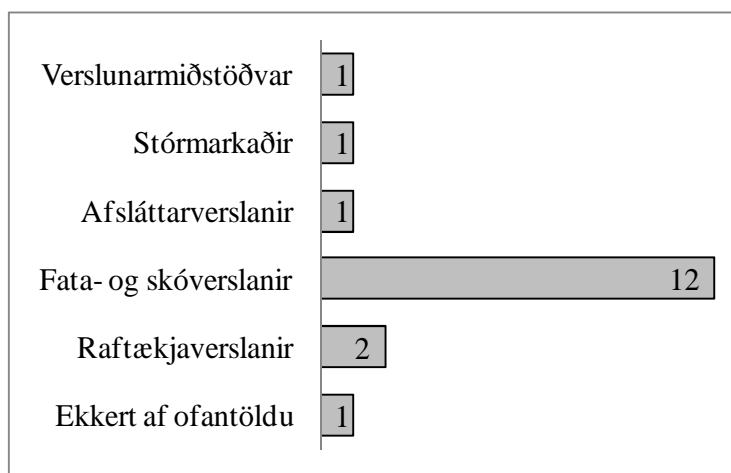 Verslunarmiðstöðvar 1
Stórmarkaðir 1
Afsláttarverslanir 1
Fata- og skóverslanir 12
Raftækjaverslanir 2
Ekkert af ofantöldu 1